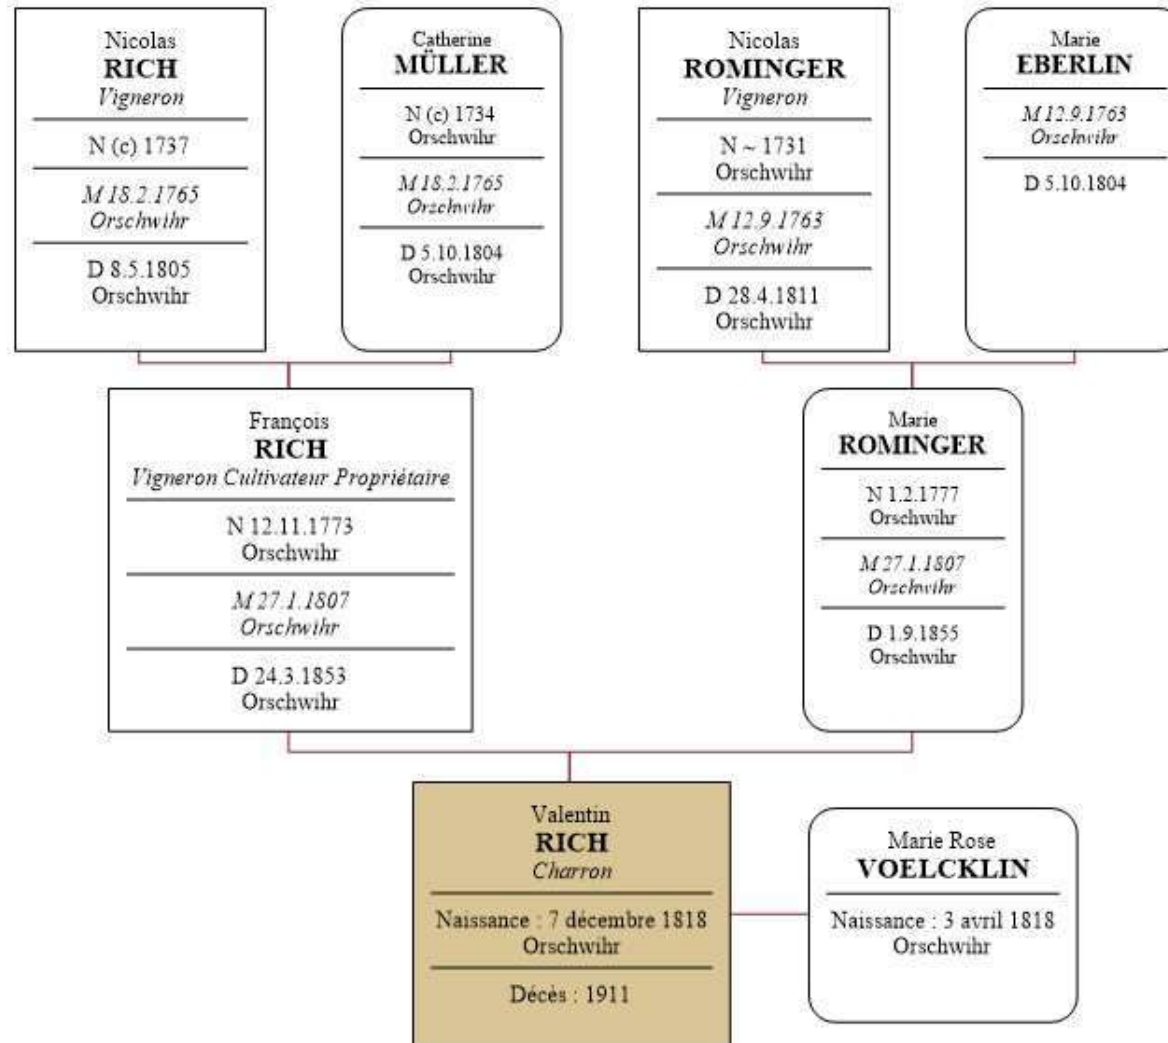 Nicolas
RICH
Vigneron
N (c) 1737
M 18.2.1765
Orschwihr
D 8.5.1805
Orschwihr
Catherine
MÜLLER
N (c) 1734
Orschwihr
M 18.2.1765
Orschwihr
D 5.10.1804
Orschwihr
Nicolas
ROMINGER
Vigneron
N ~ 1731
Orschwihr
M 12.9.1763
Orschwihr
D 28.4.1811
Orschwihr
Marie
EBERLIN
M 12.9.1763
Orschwihr
D 5.10.1804
François
RICH
Vigneron Cultivateur Propriétaire
N 12.11.1773
Orschwihr
M 27.1.1807
Orschwihr
D 24.3.1853
Orschwihr
Marie
ROMINGER
N 1.2.1777
Orschwihr
M 27.1.1807
Orschwihr
D 1.9.1855
Orschwihr
Valentin
RICH
Charron
Naissance : 7 décembre 1818
Orschwihr
Décès : 1911
Marie Rose
VOELCKLIN
Naissance : 3 avril 1818
Orschwihr